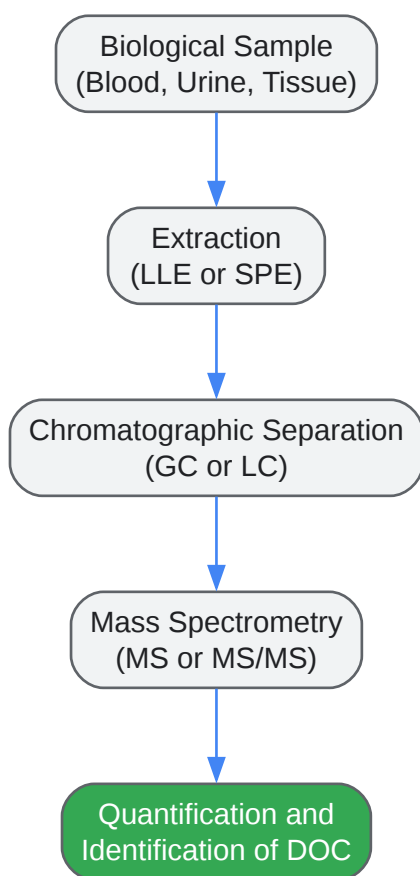 Biological Sample
(Blood, Urine, Tissue)
Extraction
(LLE or SPE)
Chromatographic Separation
(GC or LC)
Mass Spectrometry
(MS or MS/MS)
Quantification and
Identification of DOC